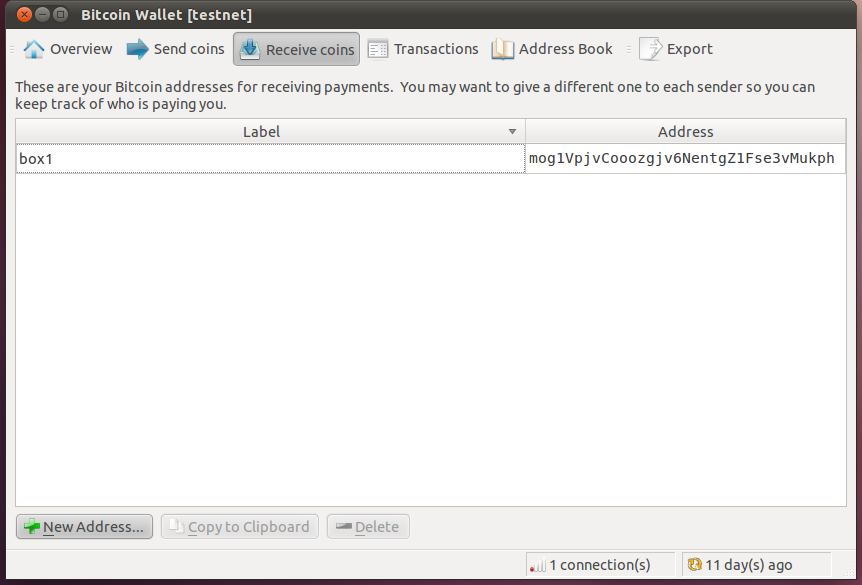 Bitcoin Wallet [testnet]
Overview Send coins Receive coins Transactions Address Book Export
These are your Bitcoin addresses for receiving payments. You may want to give a different one to each sender so you can
keep track of who is paying you.
Label Address
box1 mog1VpjvCooozgjv6NentgZ1Fse3vMukph
New Address... Copy to Clipboard Delete
1 connection(s) 11 day(s) ago